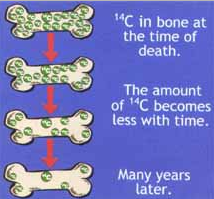 ¹⁴C in bone at
the time of
death.
The amount
of ¹⁴C becomes
less with time.
Many years
later.